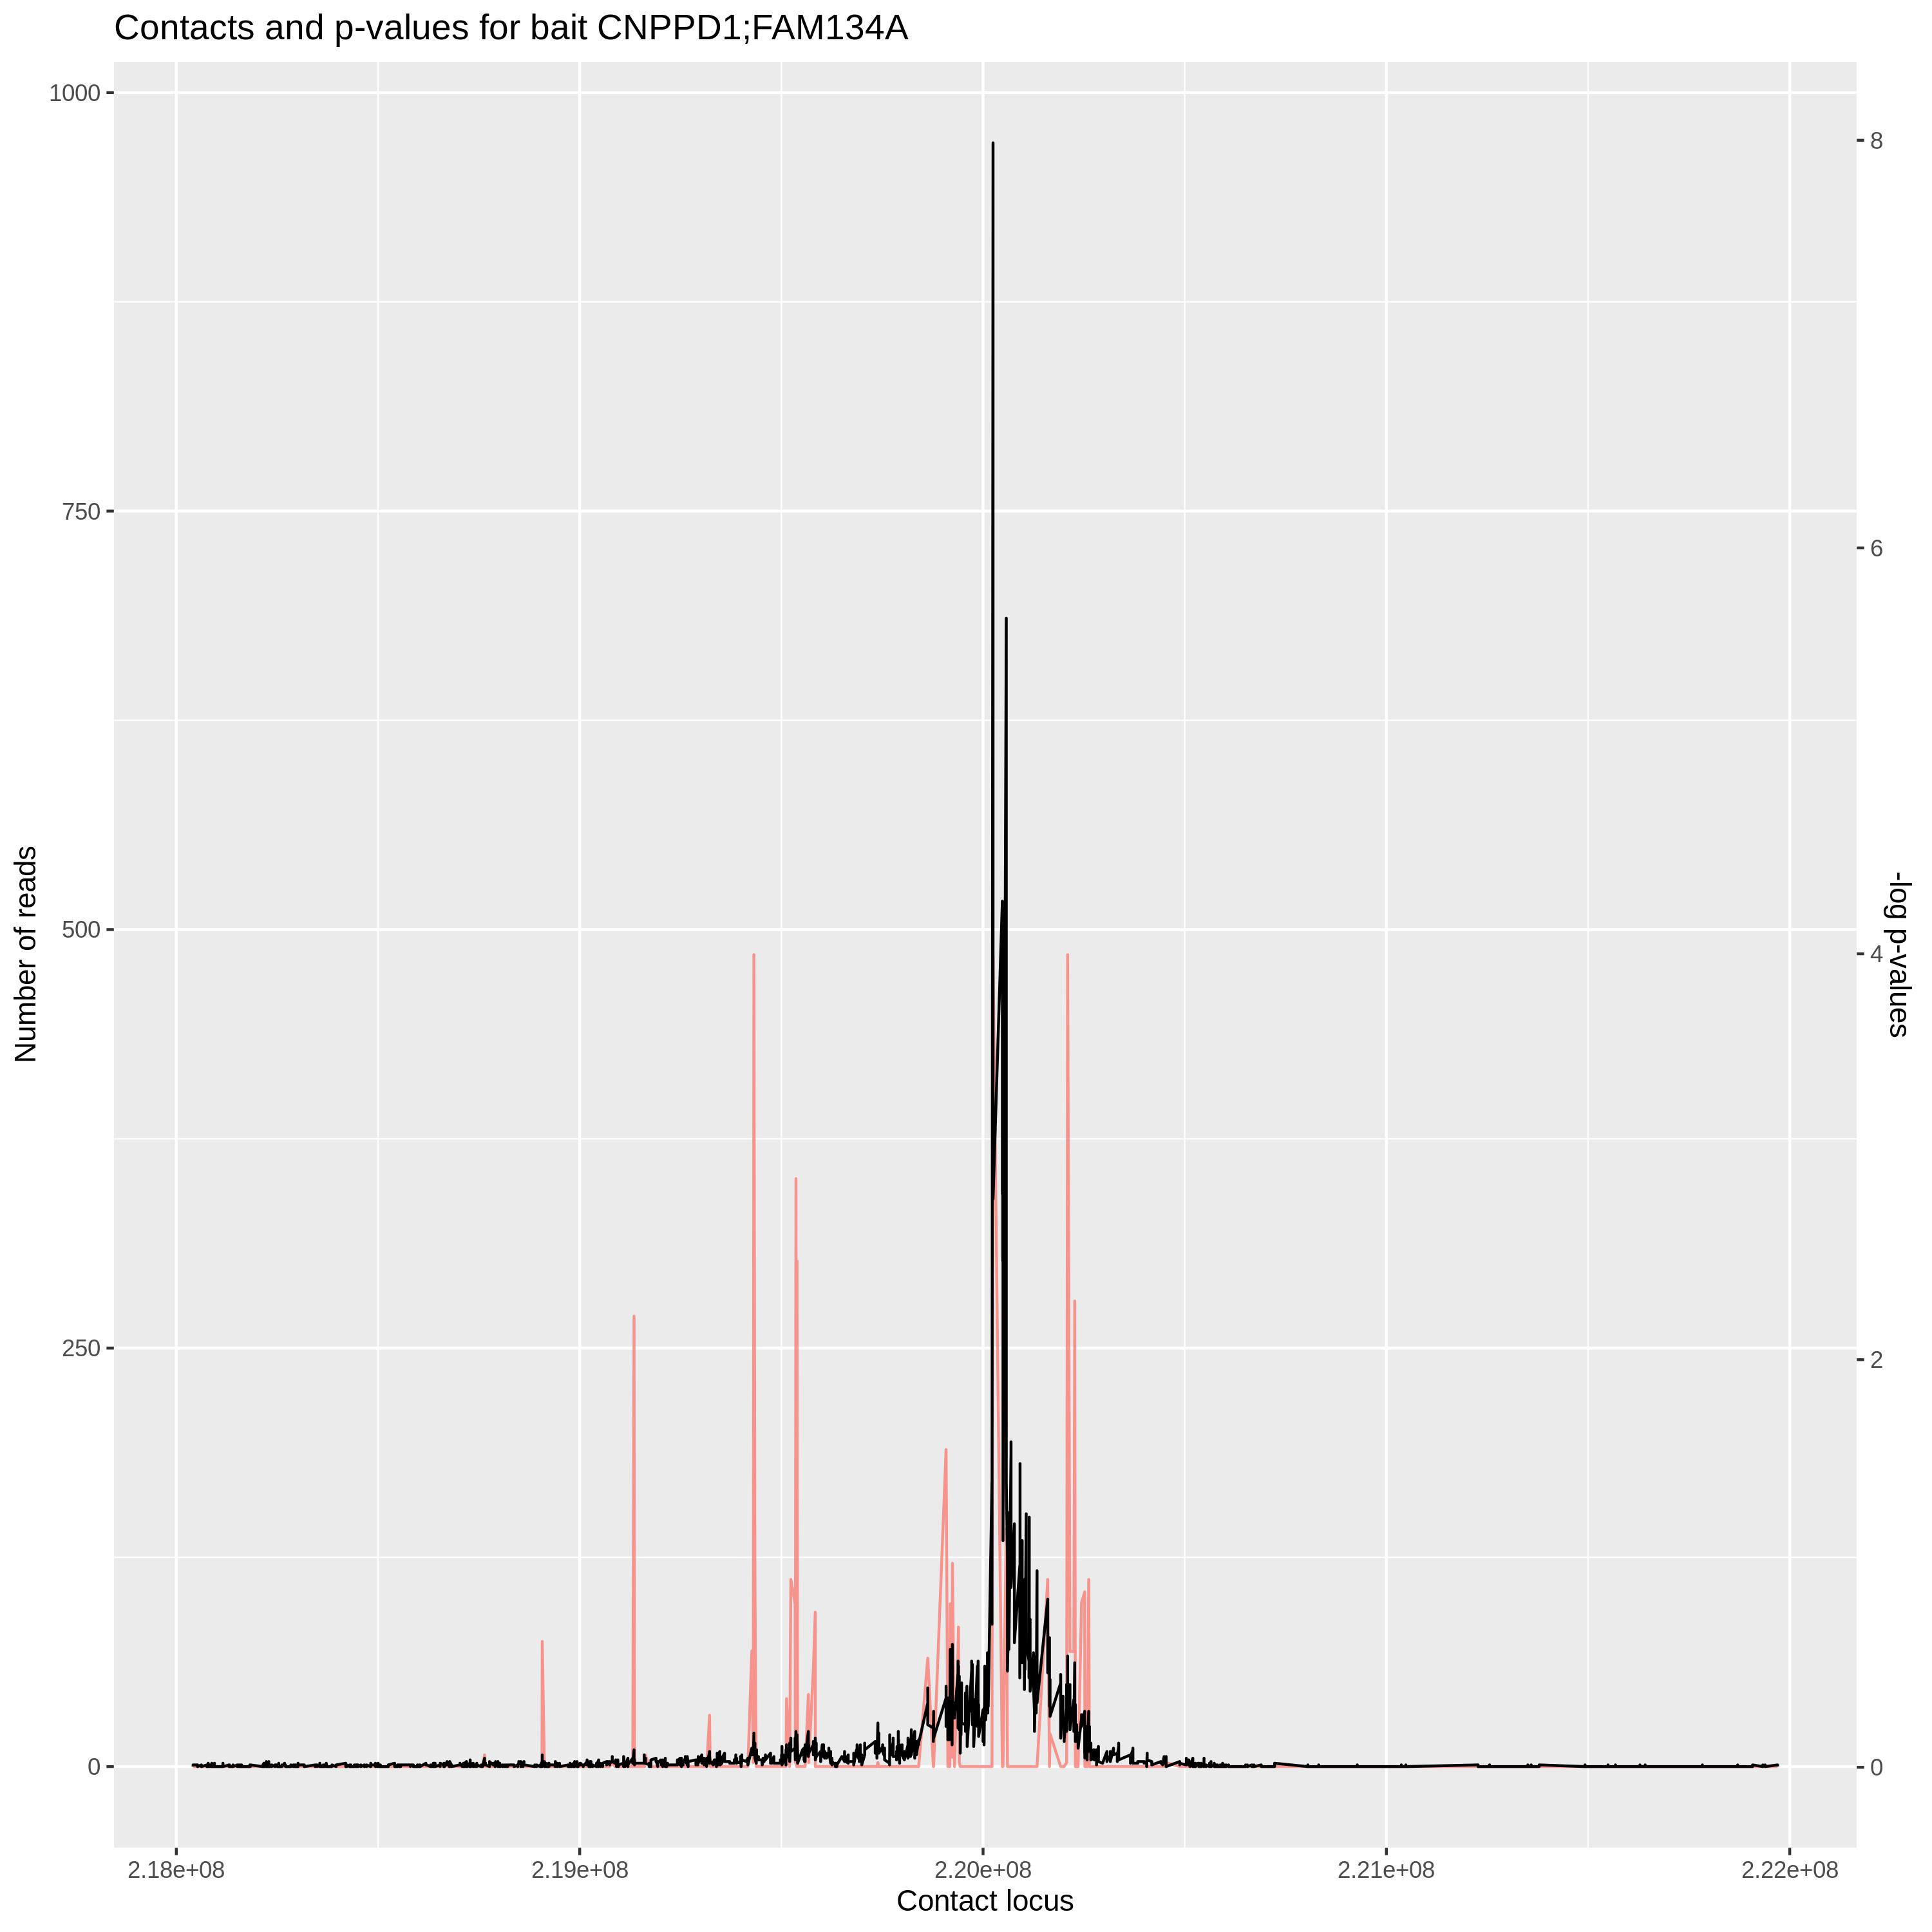 Contacts and p-values for bait CNPPD1;FAM134A
1000
750
500
250
0
Number of reads
8
6
4
2
0
-log p-values
2.18e+08
2.19e+08
2.20e+08
2.21e+08
2.22e+08
Contact locus